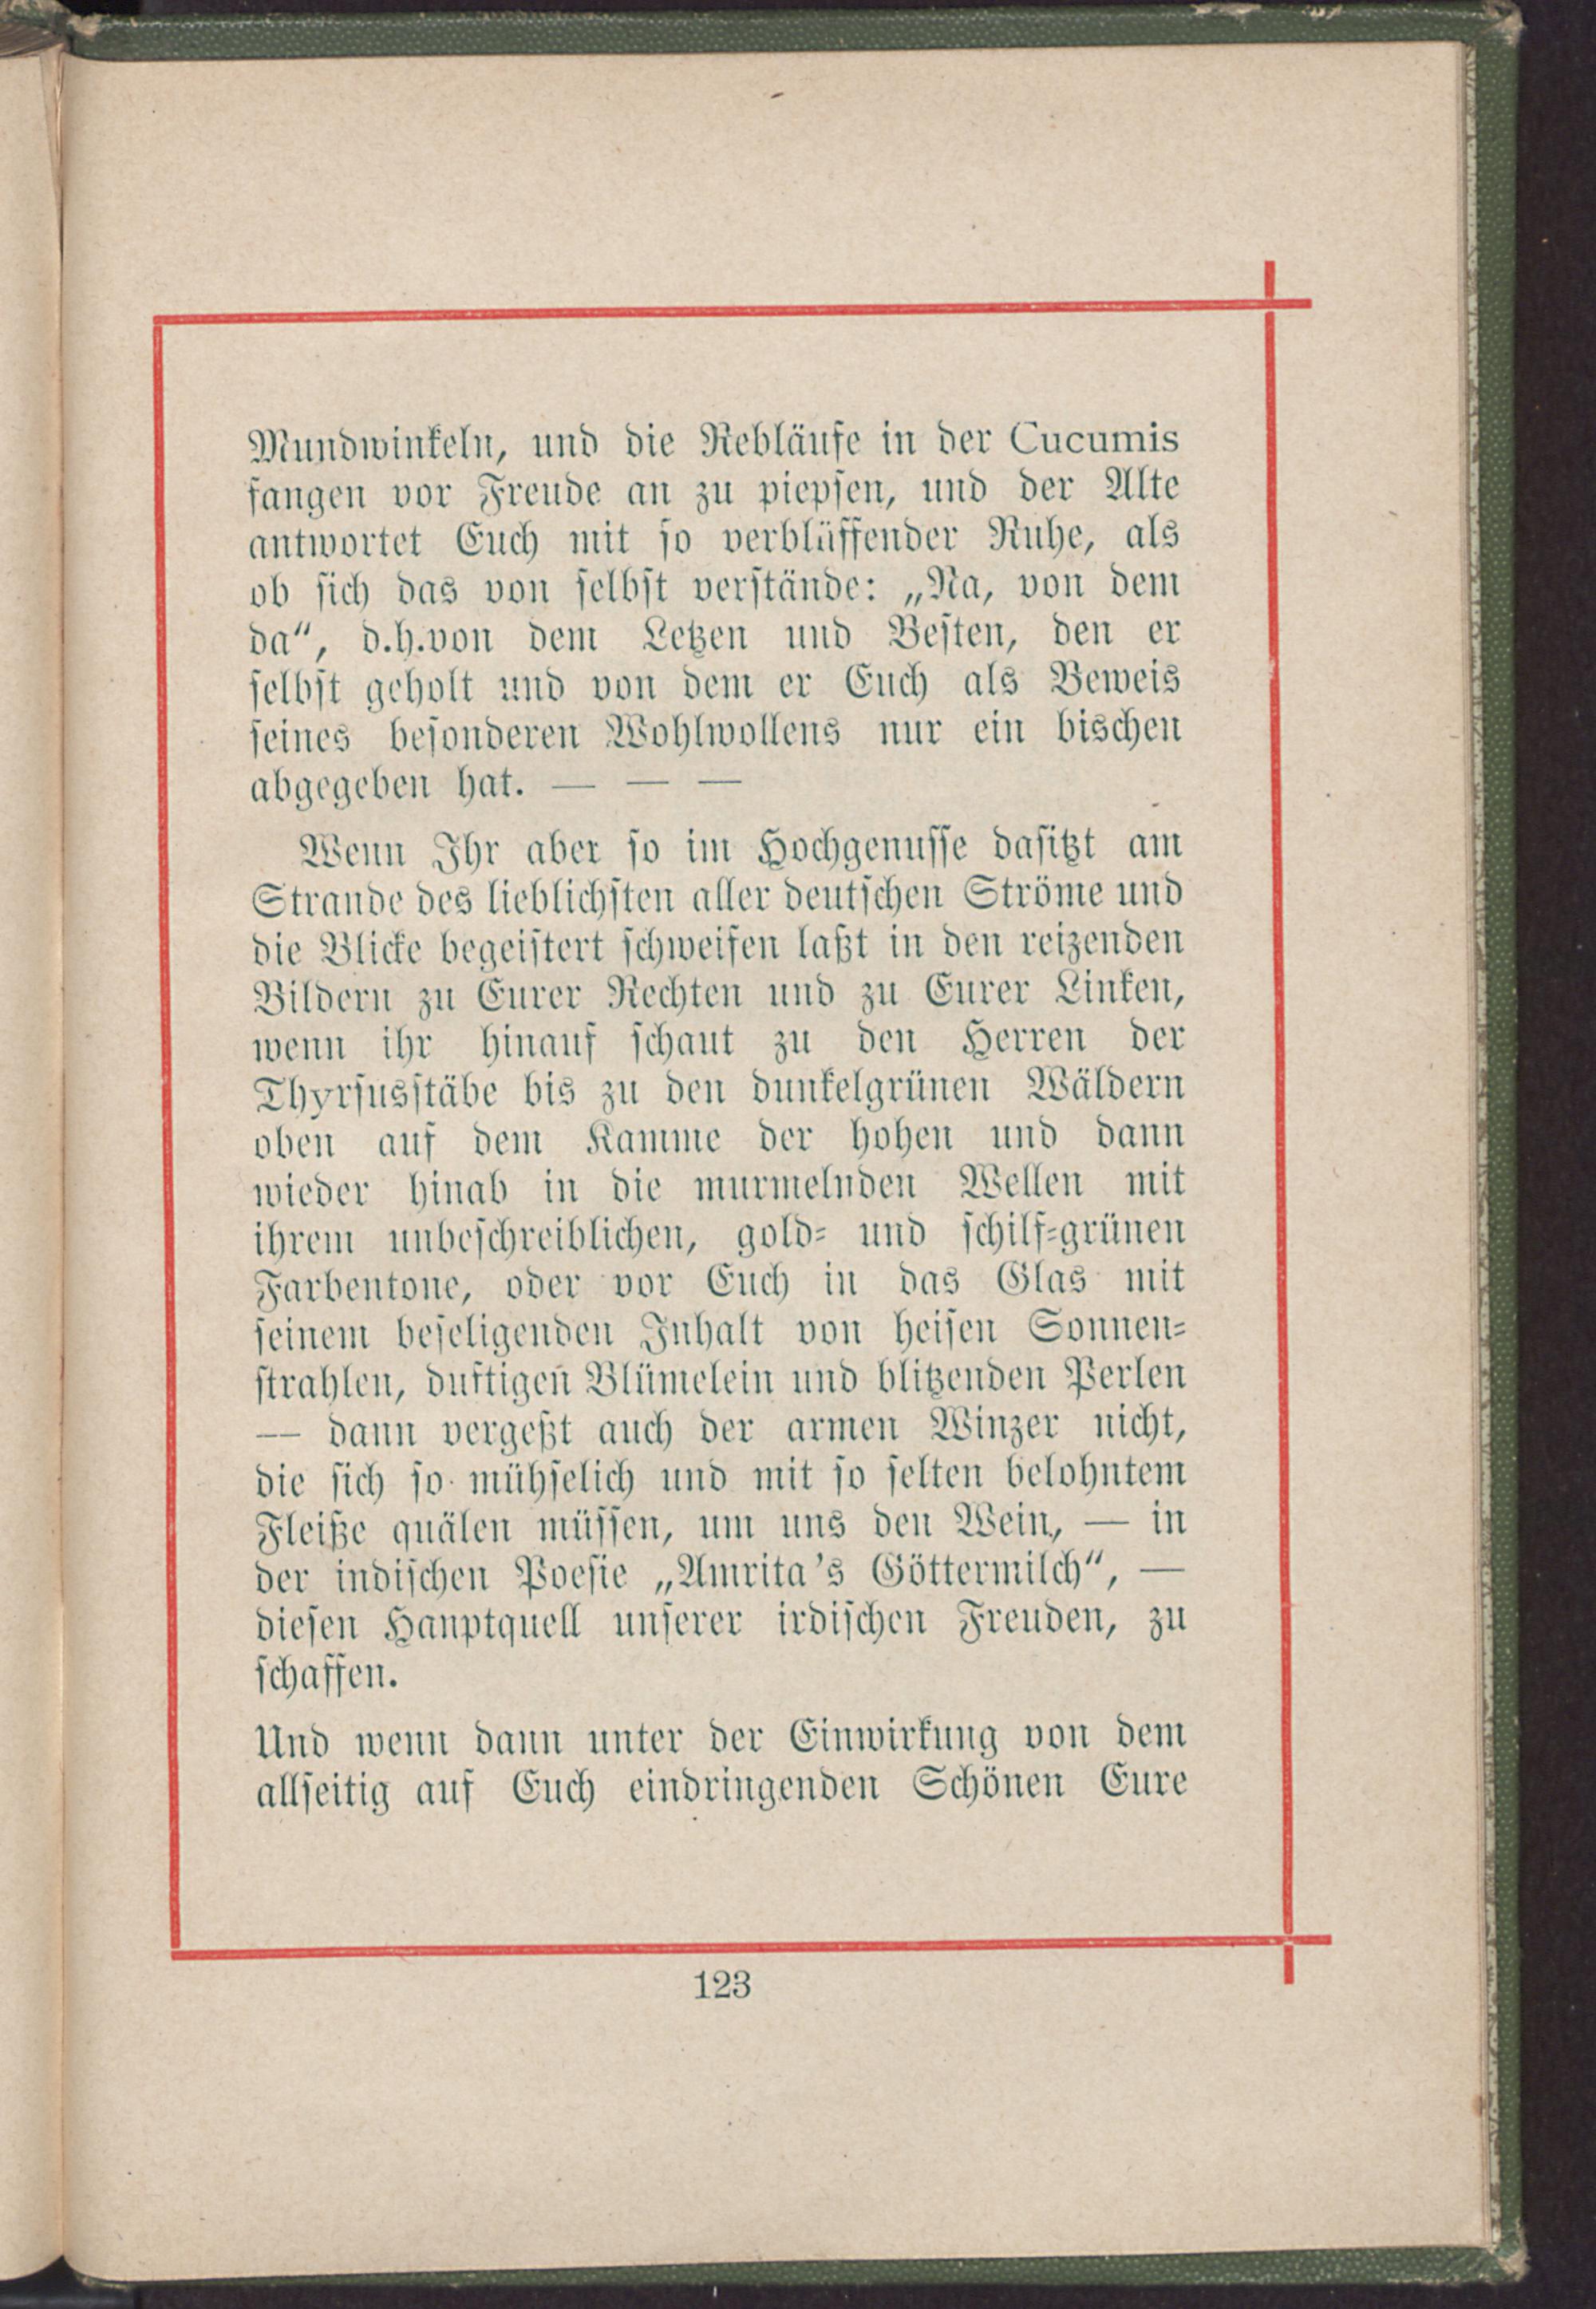 Mundwinkeln, und die Rebläuse in der Cucumis
fangen vor Freude an zu piepsen, und der Alte
antwortet Euch mit so verblüffender Ruhe, als
ob sich das von selbst verstände: „Na, von dem
da“, d.h.von dem Letzen und Besten, den er
selbst geholt und von dem er Euch als Beweis
seines besonderen Wohlwollens nur ein bischen
abgegeben hat. — — —
Wenn Ihr aber so im Hochgenusse dasitzt am
Strande des lieblichsten aller deutschen Ströme und
die Blicke begeistert schweifen laßt in den reizenden
Bildern zu Eurer Rechten und zu Eurer Linken,
wenn ihr hinauf schaut zu den Herren der
Thyrsusstäbe bis zu den dunkelgrünen Wäldern
oben auf dem Kamme der hohen und dann
wieder hinab in die murmelnden Wellen mit
ihrem unbeschreiblichen, gold- und schilf-grünen
Farbentone, oder vor Euch in das Glas mit
seinem beseligenden Inhalt von heisen Sonnen-
strahlen, duftigen Blümelein und blitzenden Perlen
— dann vergeßt auch der armen Winzer nicht,
die sich so mühselich und mit so selten belohntem
Fleiße quälen müssen, um uns den Wein, — in
der indischen Poesie „Amrita's Göttermilch“, —
diesen Hanptquell unserer irdischen Freuden, zu
schaffen.
Und wenn dann unter der Einwirkung von dem
allseitig auf Euch eindringenden Schönen Eure
123